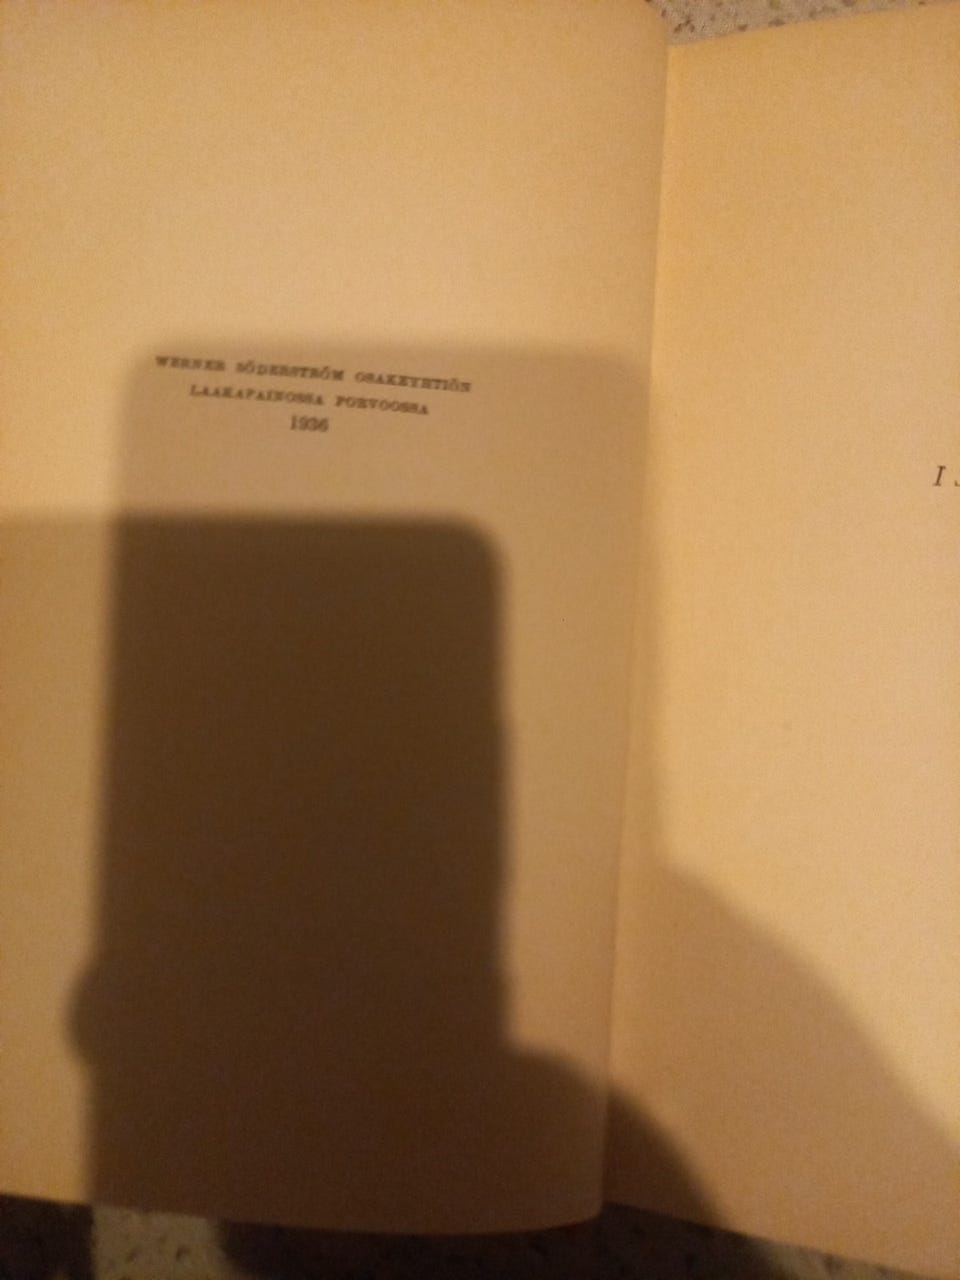 WERNER SÖDERSTRÖM OSAKEYHTIÖN
LAAKAPAINOSSA PORVOOSSA
1936
I